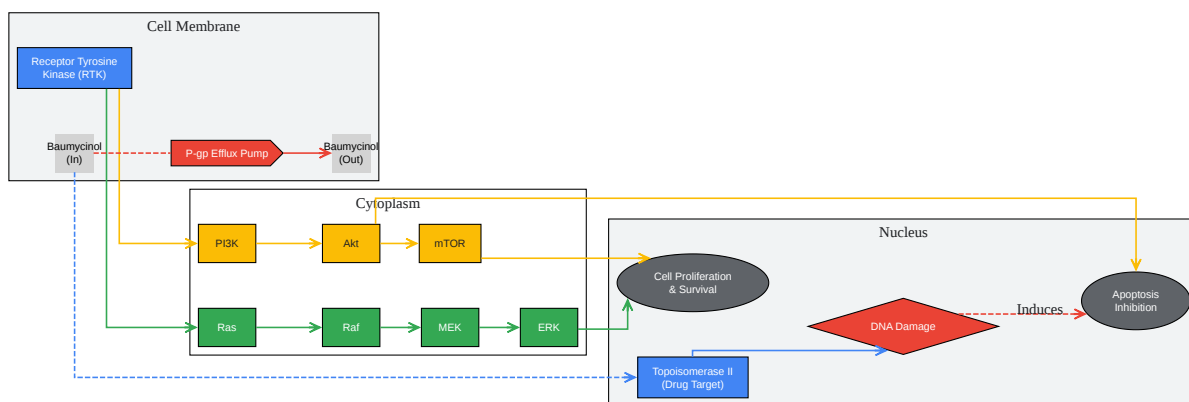 Cell Membrane
Receptor Tyrosine
Kinase (RTK)
Baumycinol
(In)
P-gp Efflux Pump
Baumycinol
(Out)
Cytoplasm
PI3K
Akt
mTOR
Ras
Raf
MEK
ERK
Nucleus
Cell Proliferation
& Survival
DNA Damage
Induces
Apoptosis
Inhibition
Topoisomerase II
(Drug Target)